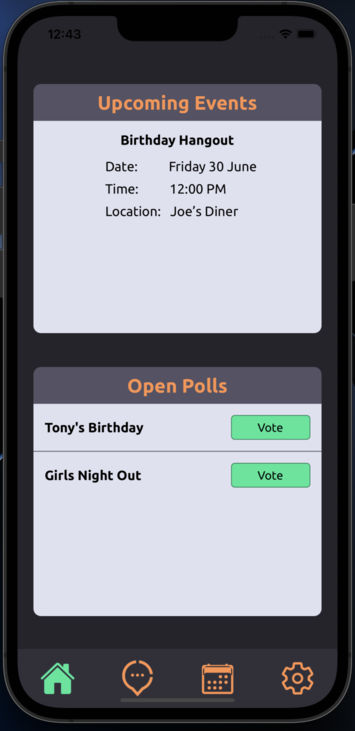 12:43
Upcoming Events
Birthday Hangout
Date: Friday 30 June
Time: 12:00 PM
Location: Joe's Diner
Open Polls
Tony's Birthday Vote
Girls Night Out Vote